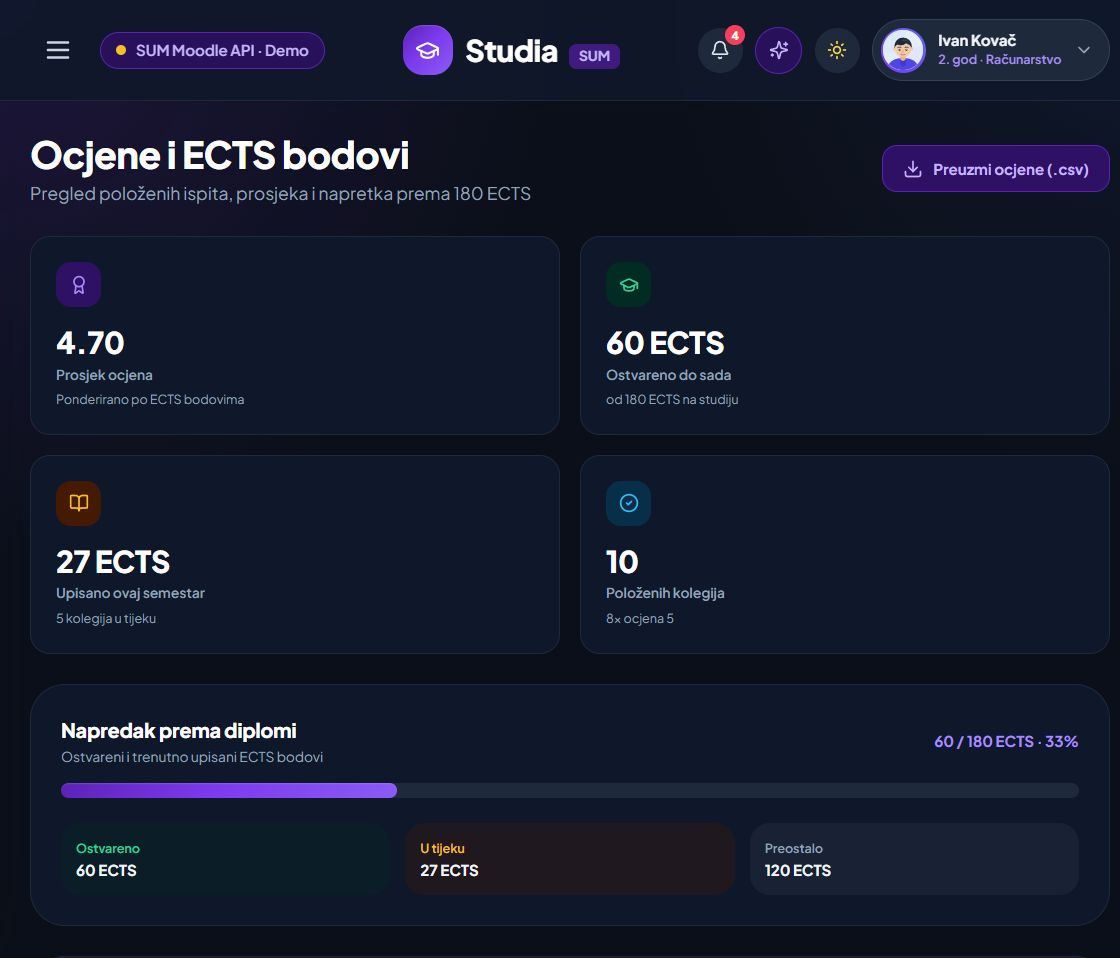 SUM Moodle API · Demo
Studia SUM
4
Ivan Kovač
2. god · Računarstvo
Ocjene i ECTS bodovi
Pregled položenih ispita, prosjeka i napretka prema 180 ECTS
Preuzmi ocjene (.csv)
4.70
Prosjek ocjena
Ponderirano po ECTS bodovima
60 ECTS
Ostvareno do sada
od 180 ECTS na studiju
27 ECTS
Upisano ovaj semestar
5 kolegija u tijeku
10
Položenih kolegija
8× ocjena 5
Napredak prema diplomi
Ostvareni i trenutno upisani ECTS bodovi
60 / 180 ECTS · 33%
Ostvareno
60 ECTS
U tijeku
27 ECTS
Preostalo
120 ECTS